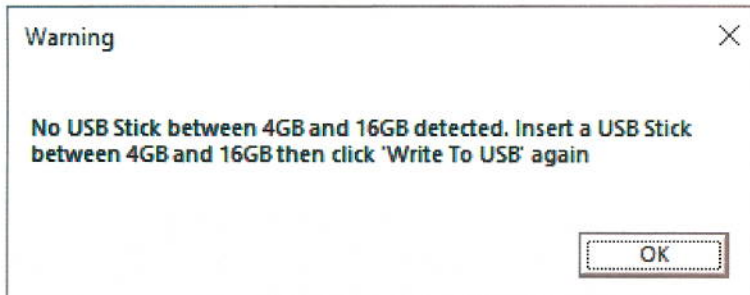 Warning
No USB Stick between 4GB and 16GB detected. Insert a USB Stick
between 4GB and 16GB then click 'Write To USB' again
OK